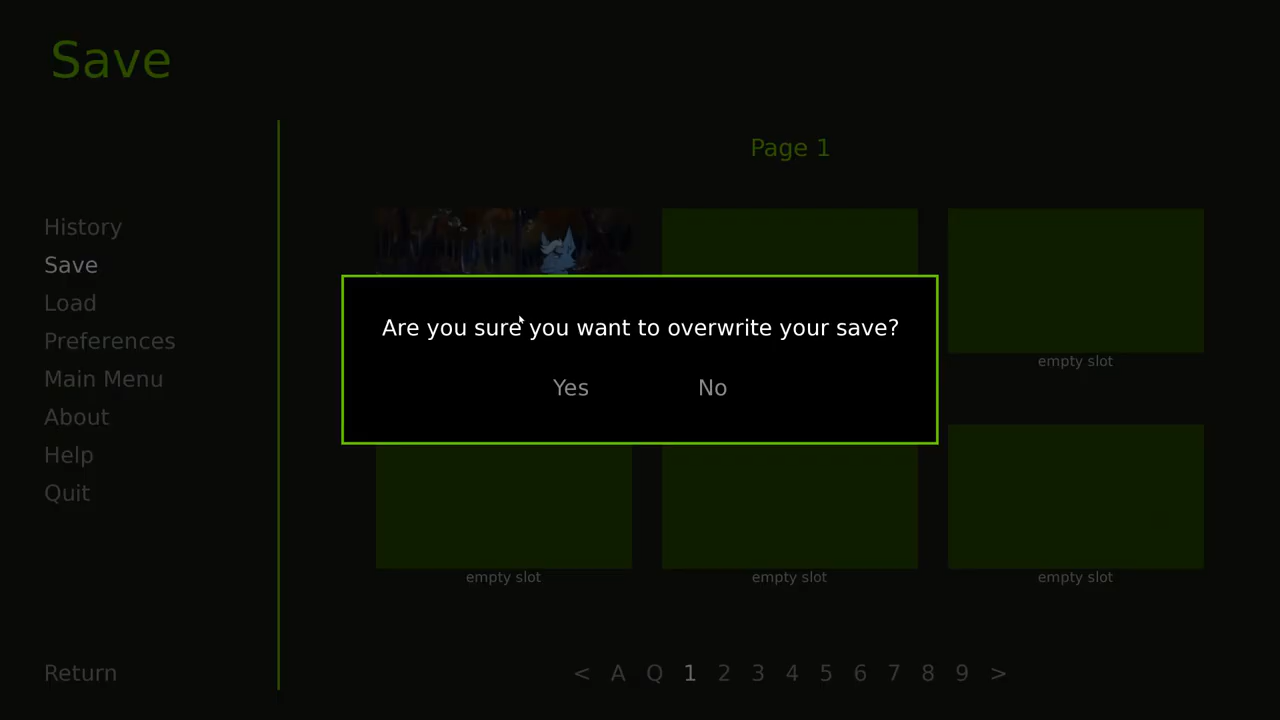 Save
Page 1
History
Save
Load
Preferences
Main Menu
About
Help
Quit
Are you sure you want to overwrite your save?
Yes No
empty slot
empty slot empty slot empty slot
Return
< A Q 1 2 3 4 5 6 7 8 9 >